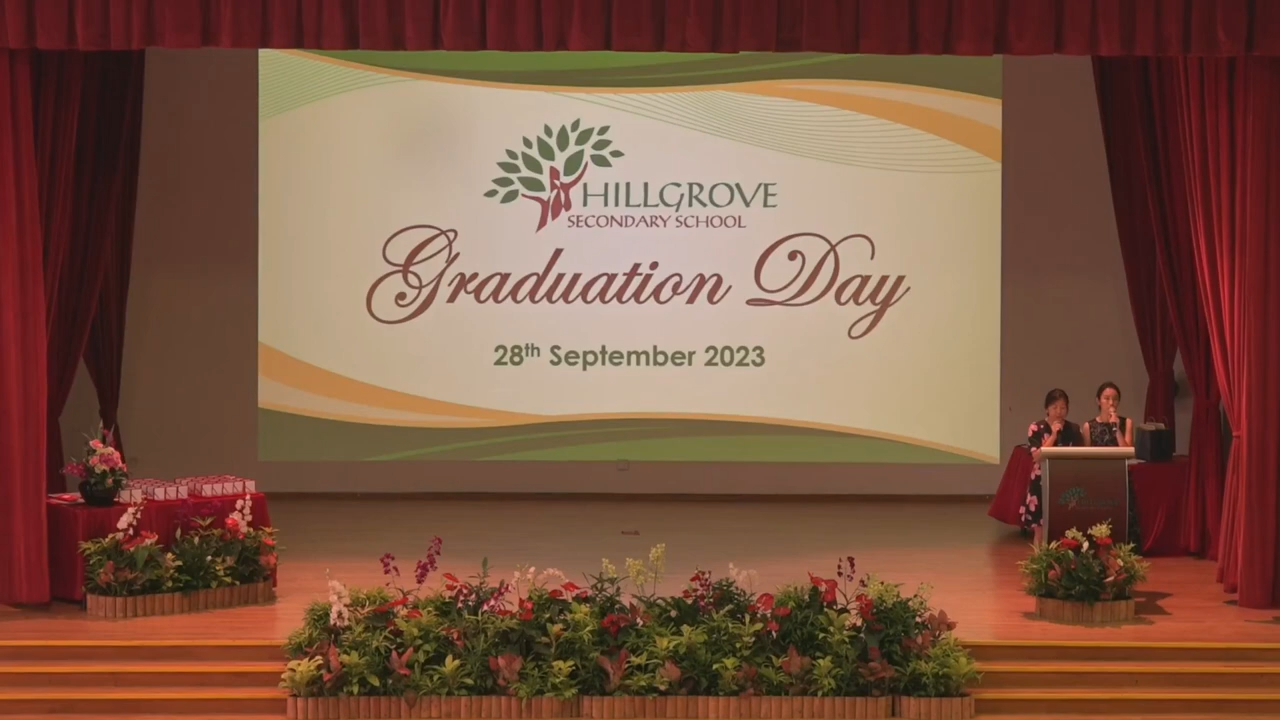 HILLGROVE
SECONDARY SCHOOL
Graduation Day
28th September 2023